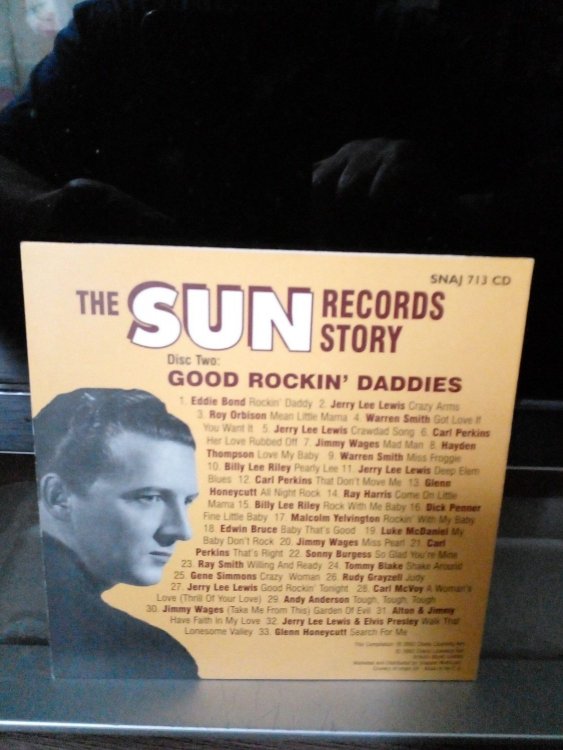 SNAJ 713 CD
THE SUN RECORDS STORY
Disc Two:
GOOD ROCKIN' DADDIES
1. Eddie Bond Rockin' Daddy 2. Jerry Lee Lewis Crazy Arms
3. Roy Orbison Mean Little Mama 4. Warren Smith Got Love If
You Want It 5. Jerry Lee Lewis Crawdad Song 6. Carl Perkins
Her Love Rubbed Off 7. Jimmy Wages Mad Man 8. Hayden
Thompson Love My Baby 9. Warren Smith Miss Froggie
10. Billy Lee Riley Pearly Lee 11. Jerry Lee Lewis Deep Elem
Blues 12. Carl Perkins That Don't Move Me 13. Glenn
Honeycutt All Night Rock 14. Ray Harris Come On Little
Mama 15. Billy Lee Riley Rock With Me Baby 16. Dick Penner
Fine Little Baby 17. Malcolm Yelvington Rockin' With My Baby
18. Edwin Bruce Baby That's Good 19. Luke McDaniel My
Baby Don't Rock 20. Jimmy Wages Miss Pearl 21. Carl
Perkins That's Right 22. Sonny Burgess So Glad You're Mine
23. Ray Smith Willing And Ready 24. Tommy Blake Shake Around
25. Gene Simmons Crazy Woman 26. Rudy Grayzell Judy
27. Jerry Lee Lewis Good Rockin' Tonight 28. Carl McVoy A Woman's
Love (Thrill Of Your Love) 29. Andy Anderson Tough, Tough, Tough
30. Jimmy Wages (Take Me From This) Garden Of Evil 31. Alton & Jimmy
Have Faith In My Love 32. Jerry Lee Lewis & Elvis Presley Walk That
Lonesome Valley 33. Glenn Honeycutt Search For Me